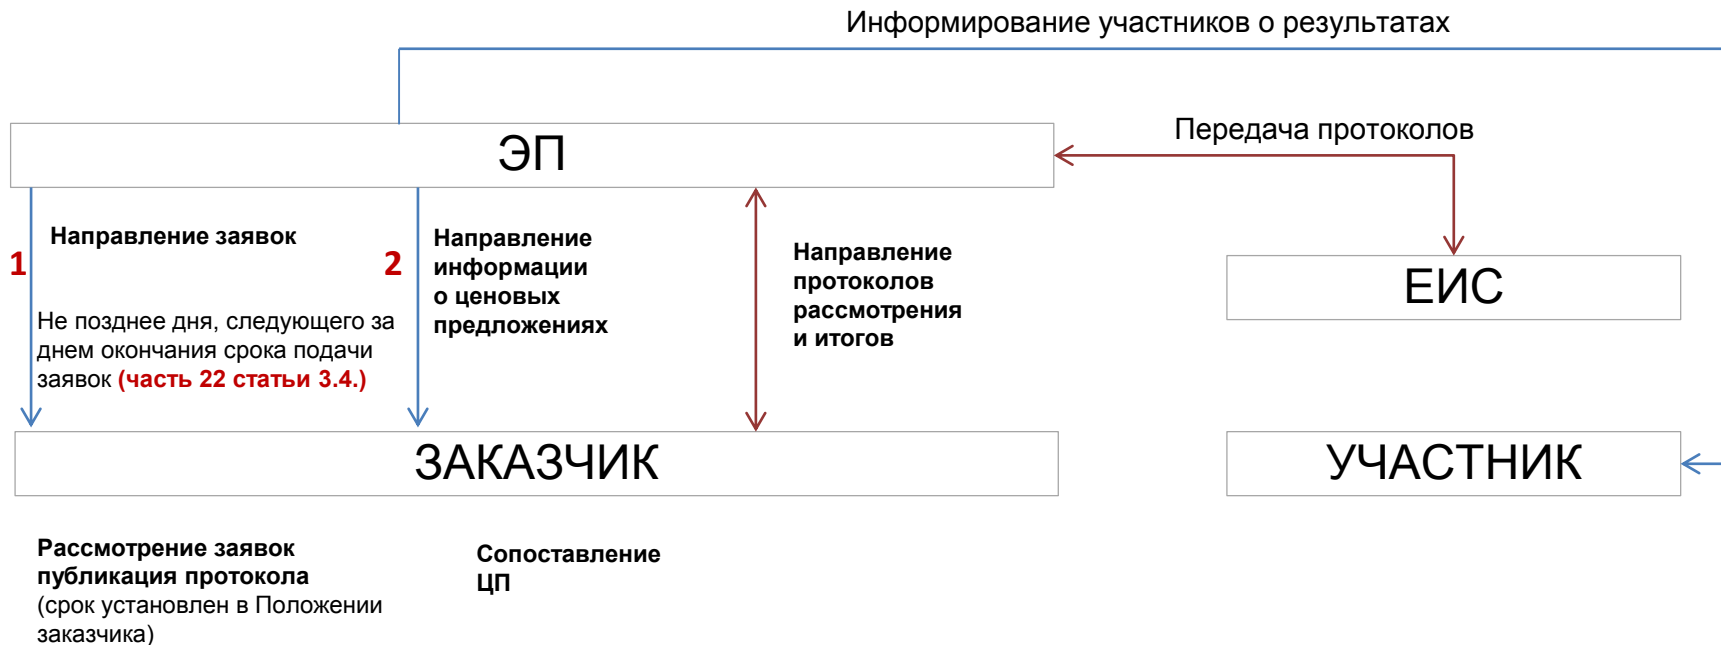 Информирование участников о результатах
Передача протоколов
ЭП
1
Направление заявок
Не позднее дня, следующего за
днем окончания срока подачи
заявок (часть 22 статьи 3.4.)
2
Направление
информации
о ценовых
предложениях
Направление
протоколов
рассмотрения
и итогов
ЕИС
ЗАКАЗЧИК
УЧАСТНИК
Рассмотрение заявок
публикация протокола
(срок установлен в Положении
заказчика)
Сопоставление
ЦП